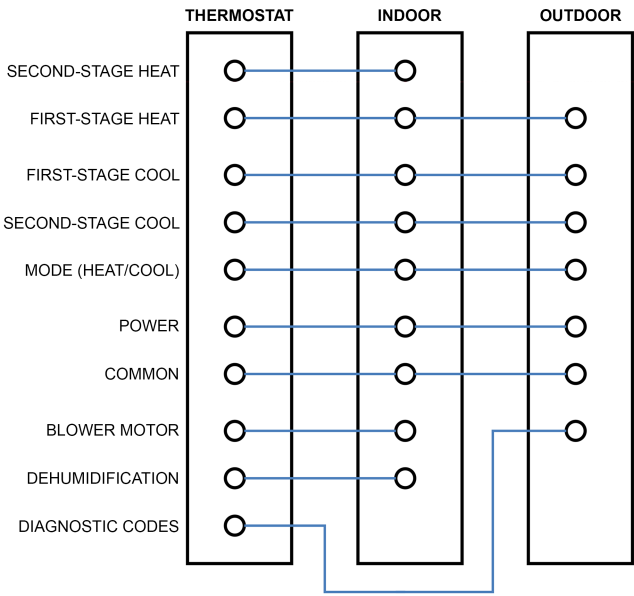 THERMOSTAT INDOOR OUTDOOR
SECOND-STAGE HEAT
FIRST-STAGE HEAT
FIRST-STAGE COOL
SECOND-STAGE COOL
MODE (HEAT/COOL)
POWER
COMMON
BLOWER MOTOR
DEHUMIDIFICATION
DIAGNOSTIC CODES